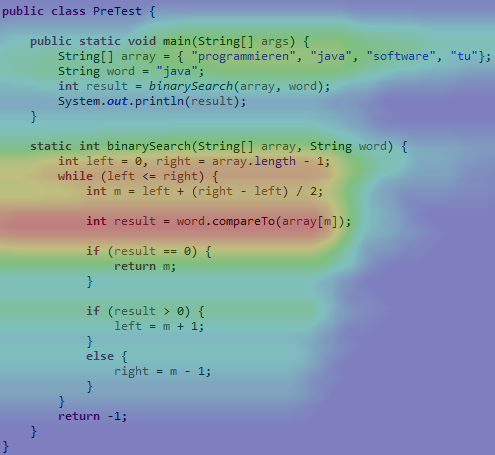 public class PreTest {
public static void main(String[] args) {
String[] array = { "programmieren", "java", "software", "tu"};
String word = "java";
int result = binarySearch(array, word);
System.out.println(result);
}
static int binarySearch(String[] array, String word) {
int left = 0, right = array.length - 1;
while (left <= right) {
int m = left + (right - left) / 2;
int result = word.compareTo(array[m]);
if (result == 0) {
return m;
}
if (result > 0) {
left = m + 1;
}
else {
right = m - 1;
}
}
return -1;
}
}